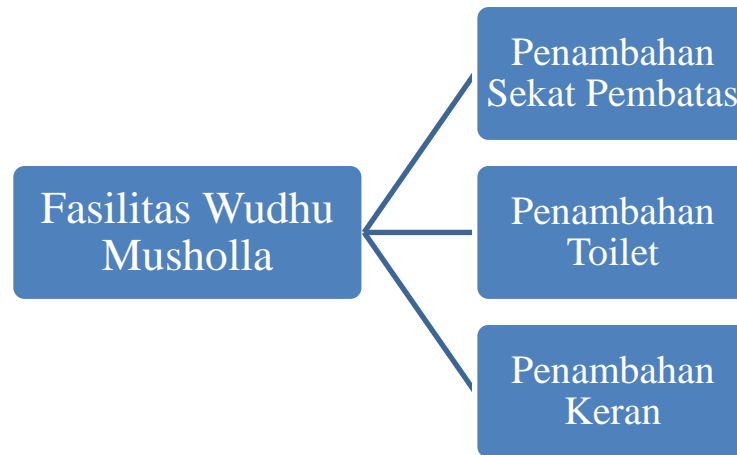 Fasilitas Wudhu
Musholla
Penambahan
Sekat Pembatas
Penambahan
Toilet
Penambahan
Keran